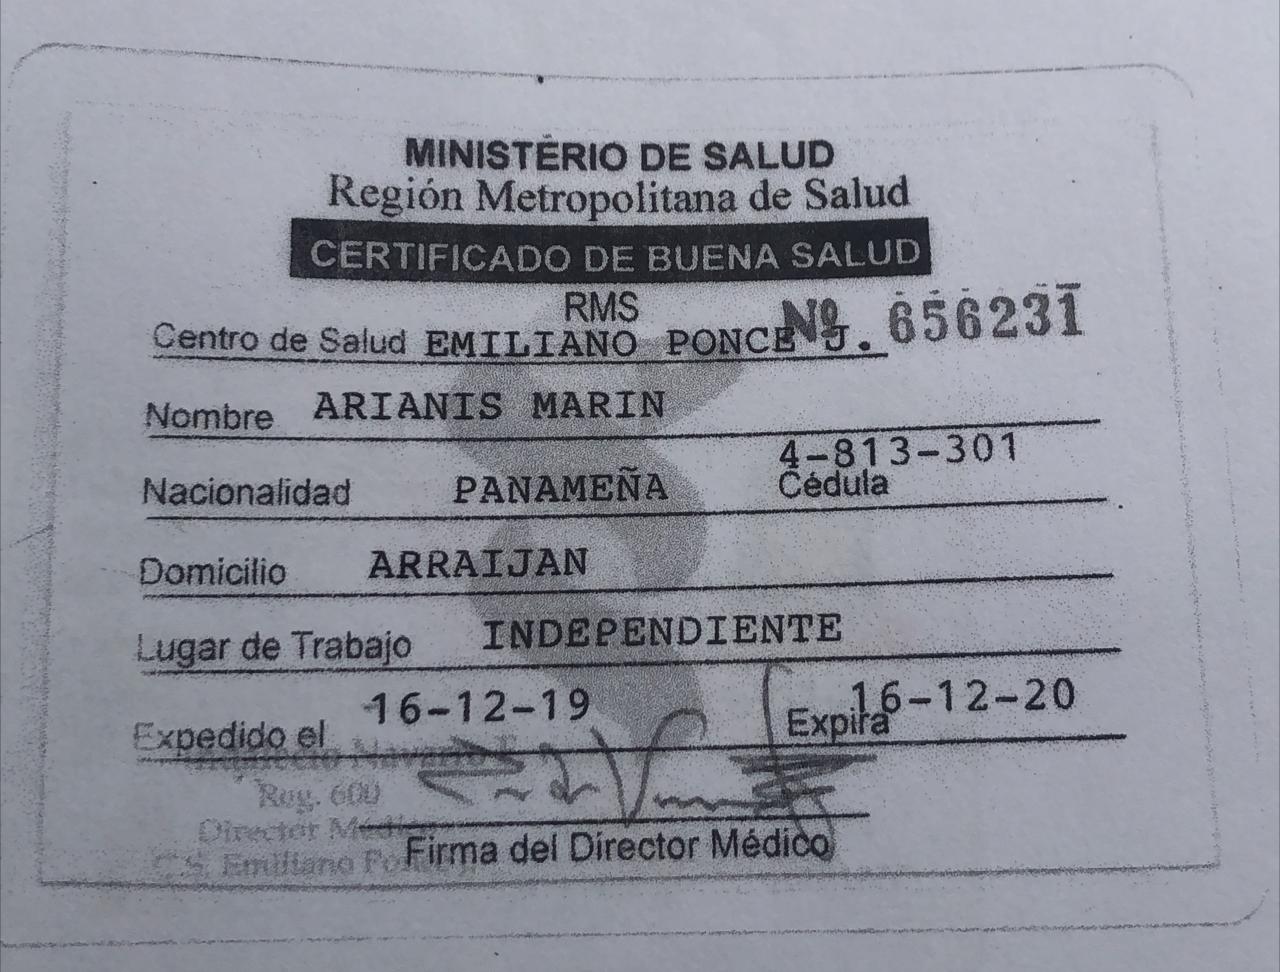 MINISTERIO DE SALUD
Región Metropolitana de Salud
CERTIFICADO DE BUENA SALUD
RMS
Nº 656231
Centro de Salud EMILIANO PONCE J.
Nombre ARIANIS MARIN
4-813-301
Nacionalidad PANAMEÑA Cédula
Domicilio ARRAIJAN
Lugar de Trabajo INDEPENDIENTE
Expedido el 16-12-19 Expira 16-12-20
Navarro
Reg. 600
Director Médico
C.S. Emiliano Ponce J.
Firma del Director Médico